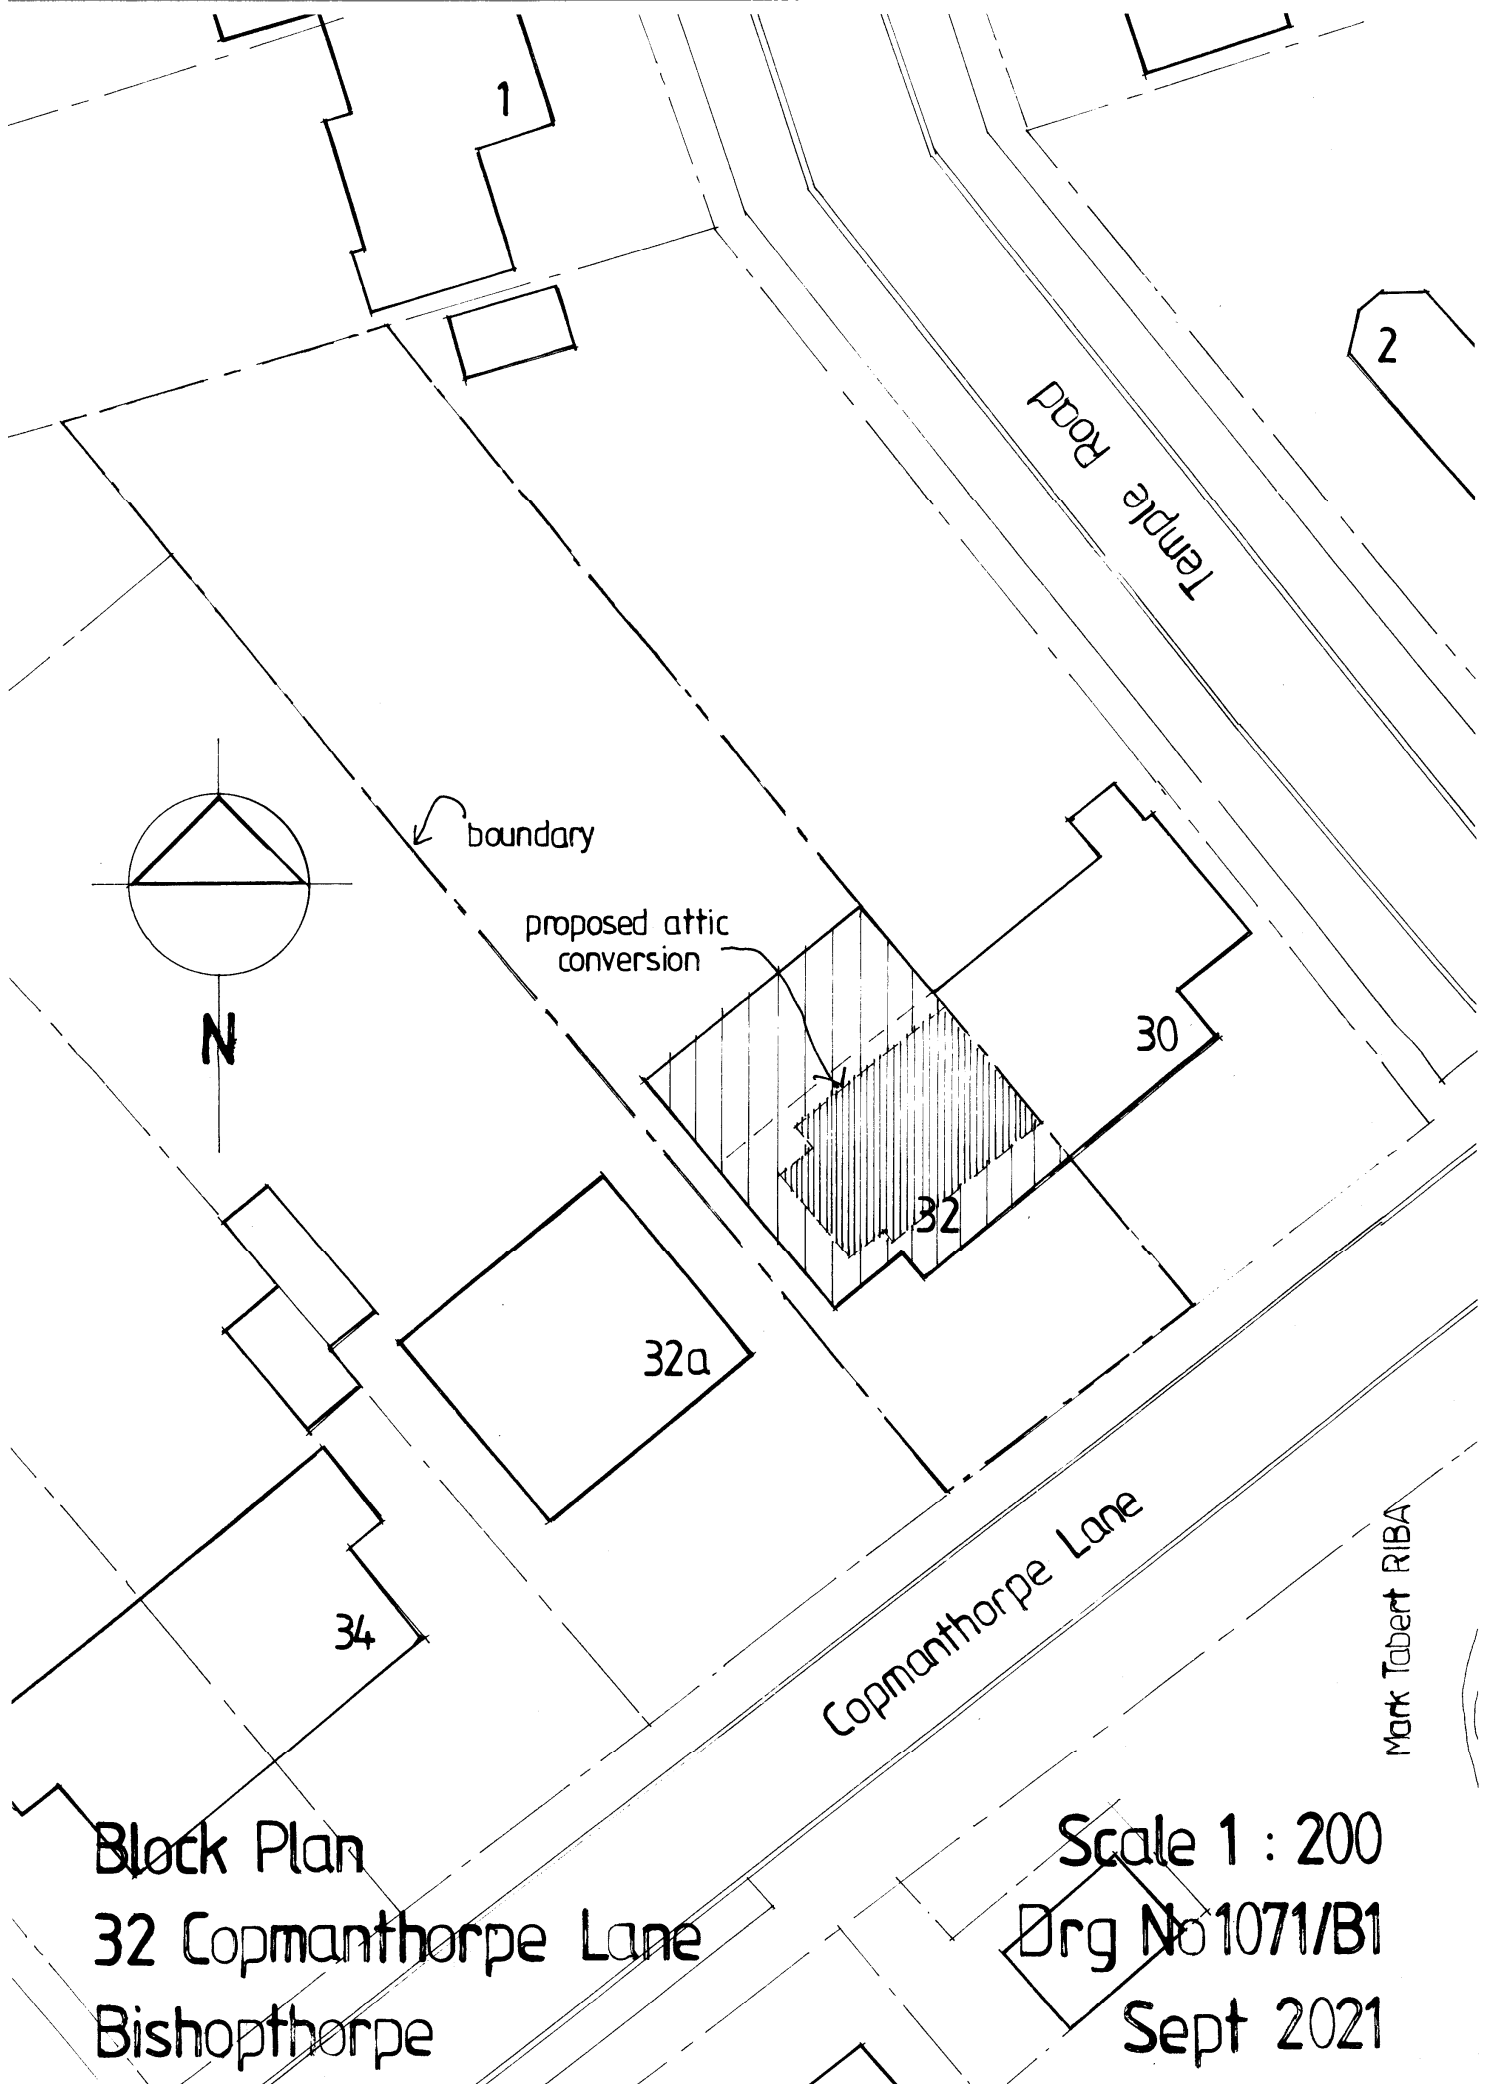 1
2
Temple Road
boundary
proposed attic
conversion
N
30
32
32a
34
Copmanthorpe Lane
Mark Tabert RIBA
Block Plan
32 Copmanthorpe Lane
Bishopthorpe
Scale 1 : 200
Drg No 1071/B1
Sept 2021